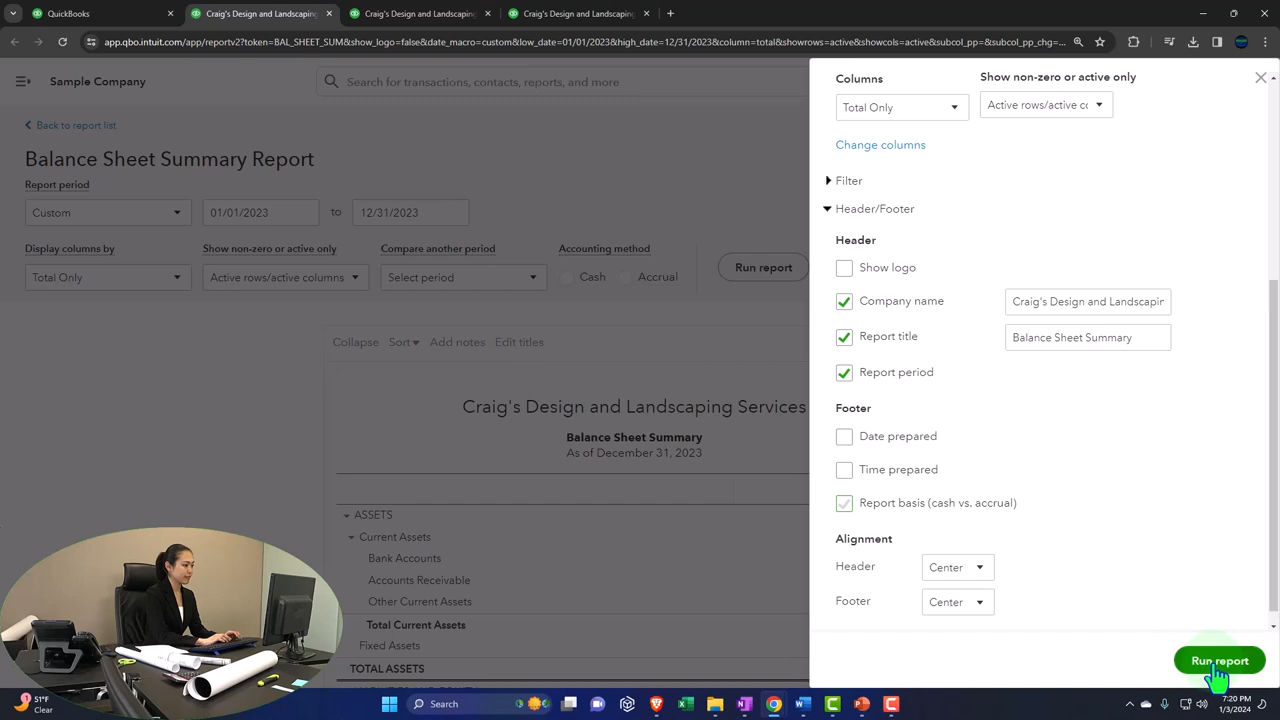 QuickBooks
Craig's Design and Landscaping
Craig's Design and Landscaping
Craig's Design and Landscaping
app.qbo.intuit.com/app/report2?token=BAL_SHEET_SUM&show_logo=false&date_macro=custom&low_date=01/01/2023&high_date=12/31/2023&column=total&showrows=active&subcol_pp=&subcol_pp_chg=...
Sample Company
Search for transactions, contacts, reports, and more
Back to report list
Balance Sheet Summary Report
Report period
Custom
01/01/2023
to
12/31/2023
Display columns by
Show non-zero or active only
Compare another period
Accounting method
Total Only
Active rows/active columns
Select period
Cash
Accrual
Run report
Collapse
Sort
Add notes
Edit titles
Craig's Design and Landscaping Services
Balance Sheet Summary
As of December 31, 2023
ASSETS
Current Assets
Bank Accounts
Accounts Receivable
Other Current Assets
Total Current Assets
Fixed Assets
TOTAL ASSETS
Columns
Show non-zero or active only
Total Only
Active rows/active cc
Change columns
Filter
Header/Footer
Header
Show logo
Company name
Craig's Design and Landscapin
Report title
Balance Sheet Summary
Report period
Footer
Date prepared
Time prepared
Report basis (cash vs. accrual)
Alignment
Header
Center
Footer
Center
Run report
51°F
Clear
Search
7:20 PM
1/3/2024